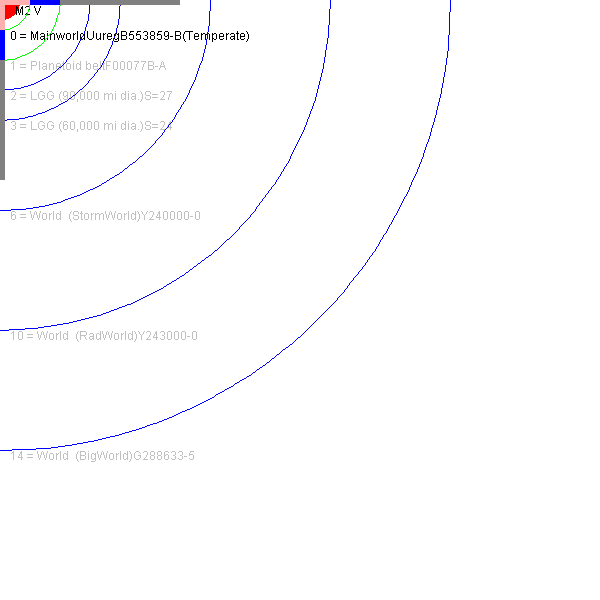 M2 V
0 = MainworldUuregB553859-B(Temperate)
1 = Planetoid beltF00077B-A
2 = LGG (90,000 mi dia.)S=27
3 = LGG (60,000 mi dia.)S=24
6 = World  (StormWorld)Y240000-0
10 = World  (RadWorld)Y243000-0
14 = World  (BigWorld)G288633-5